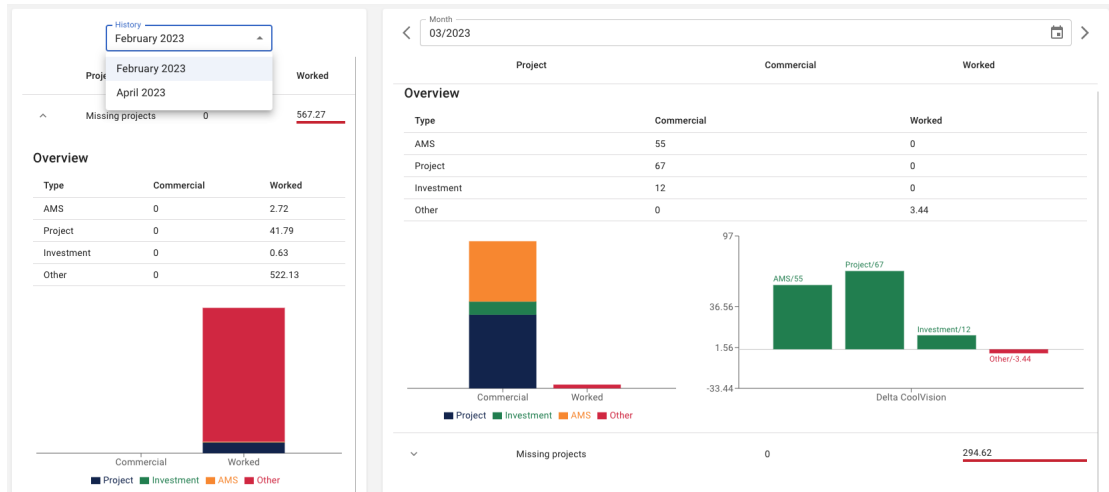 History
February 2023
February 2023
April 2023
Worked
Missing projects 0 567.27
Overview
Type Commercial Worked
AMS 0 2.72
Project 0 41.79
Investment 0 0.63
Other 0 522.13
Commercial Worked
Project Investment AMS Other
Month
03/2023
Project Commercial Worked
Overview
Type Commercial Worked
AMS 55 0
Project 67 0
Investment 12 0
Other 0 3.44
Commercial Worked
Project Investment AMS Other
97
36.56
1.56
-33.44
AMS/55
Project/67
Investment/12
Other/-3.44
Delta CoolVision
Missing projects 0 294.62